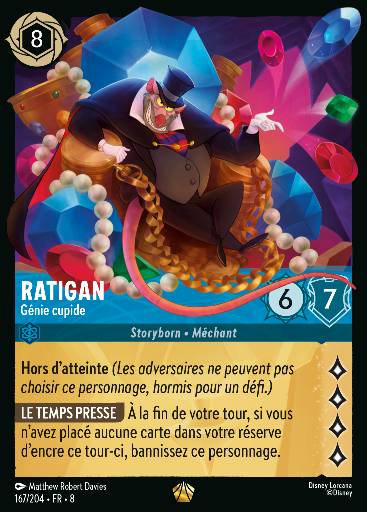 8
RATIGAN
Génie cupide
6
7
Storyborn • Méchant
Hors d’atteinte (Les adversaires ne peuvent pas
choisir ce personnage, hormis pour un défi.)
LE TEMPS PRESSE À la fin de votre tour, si vous
n’avez placé aucune carte dans votre réserve
d’encre ce tour-ci, bannissez ce personnage.
Matthew Robert Davies
167/204 • FR • 8
Disney Lorcana
©Disney